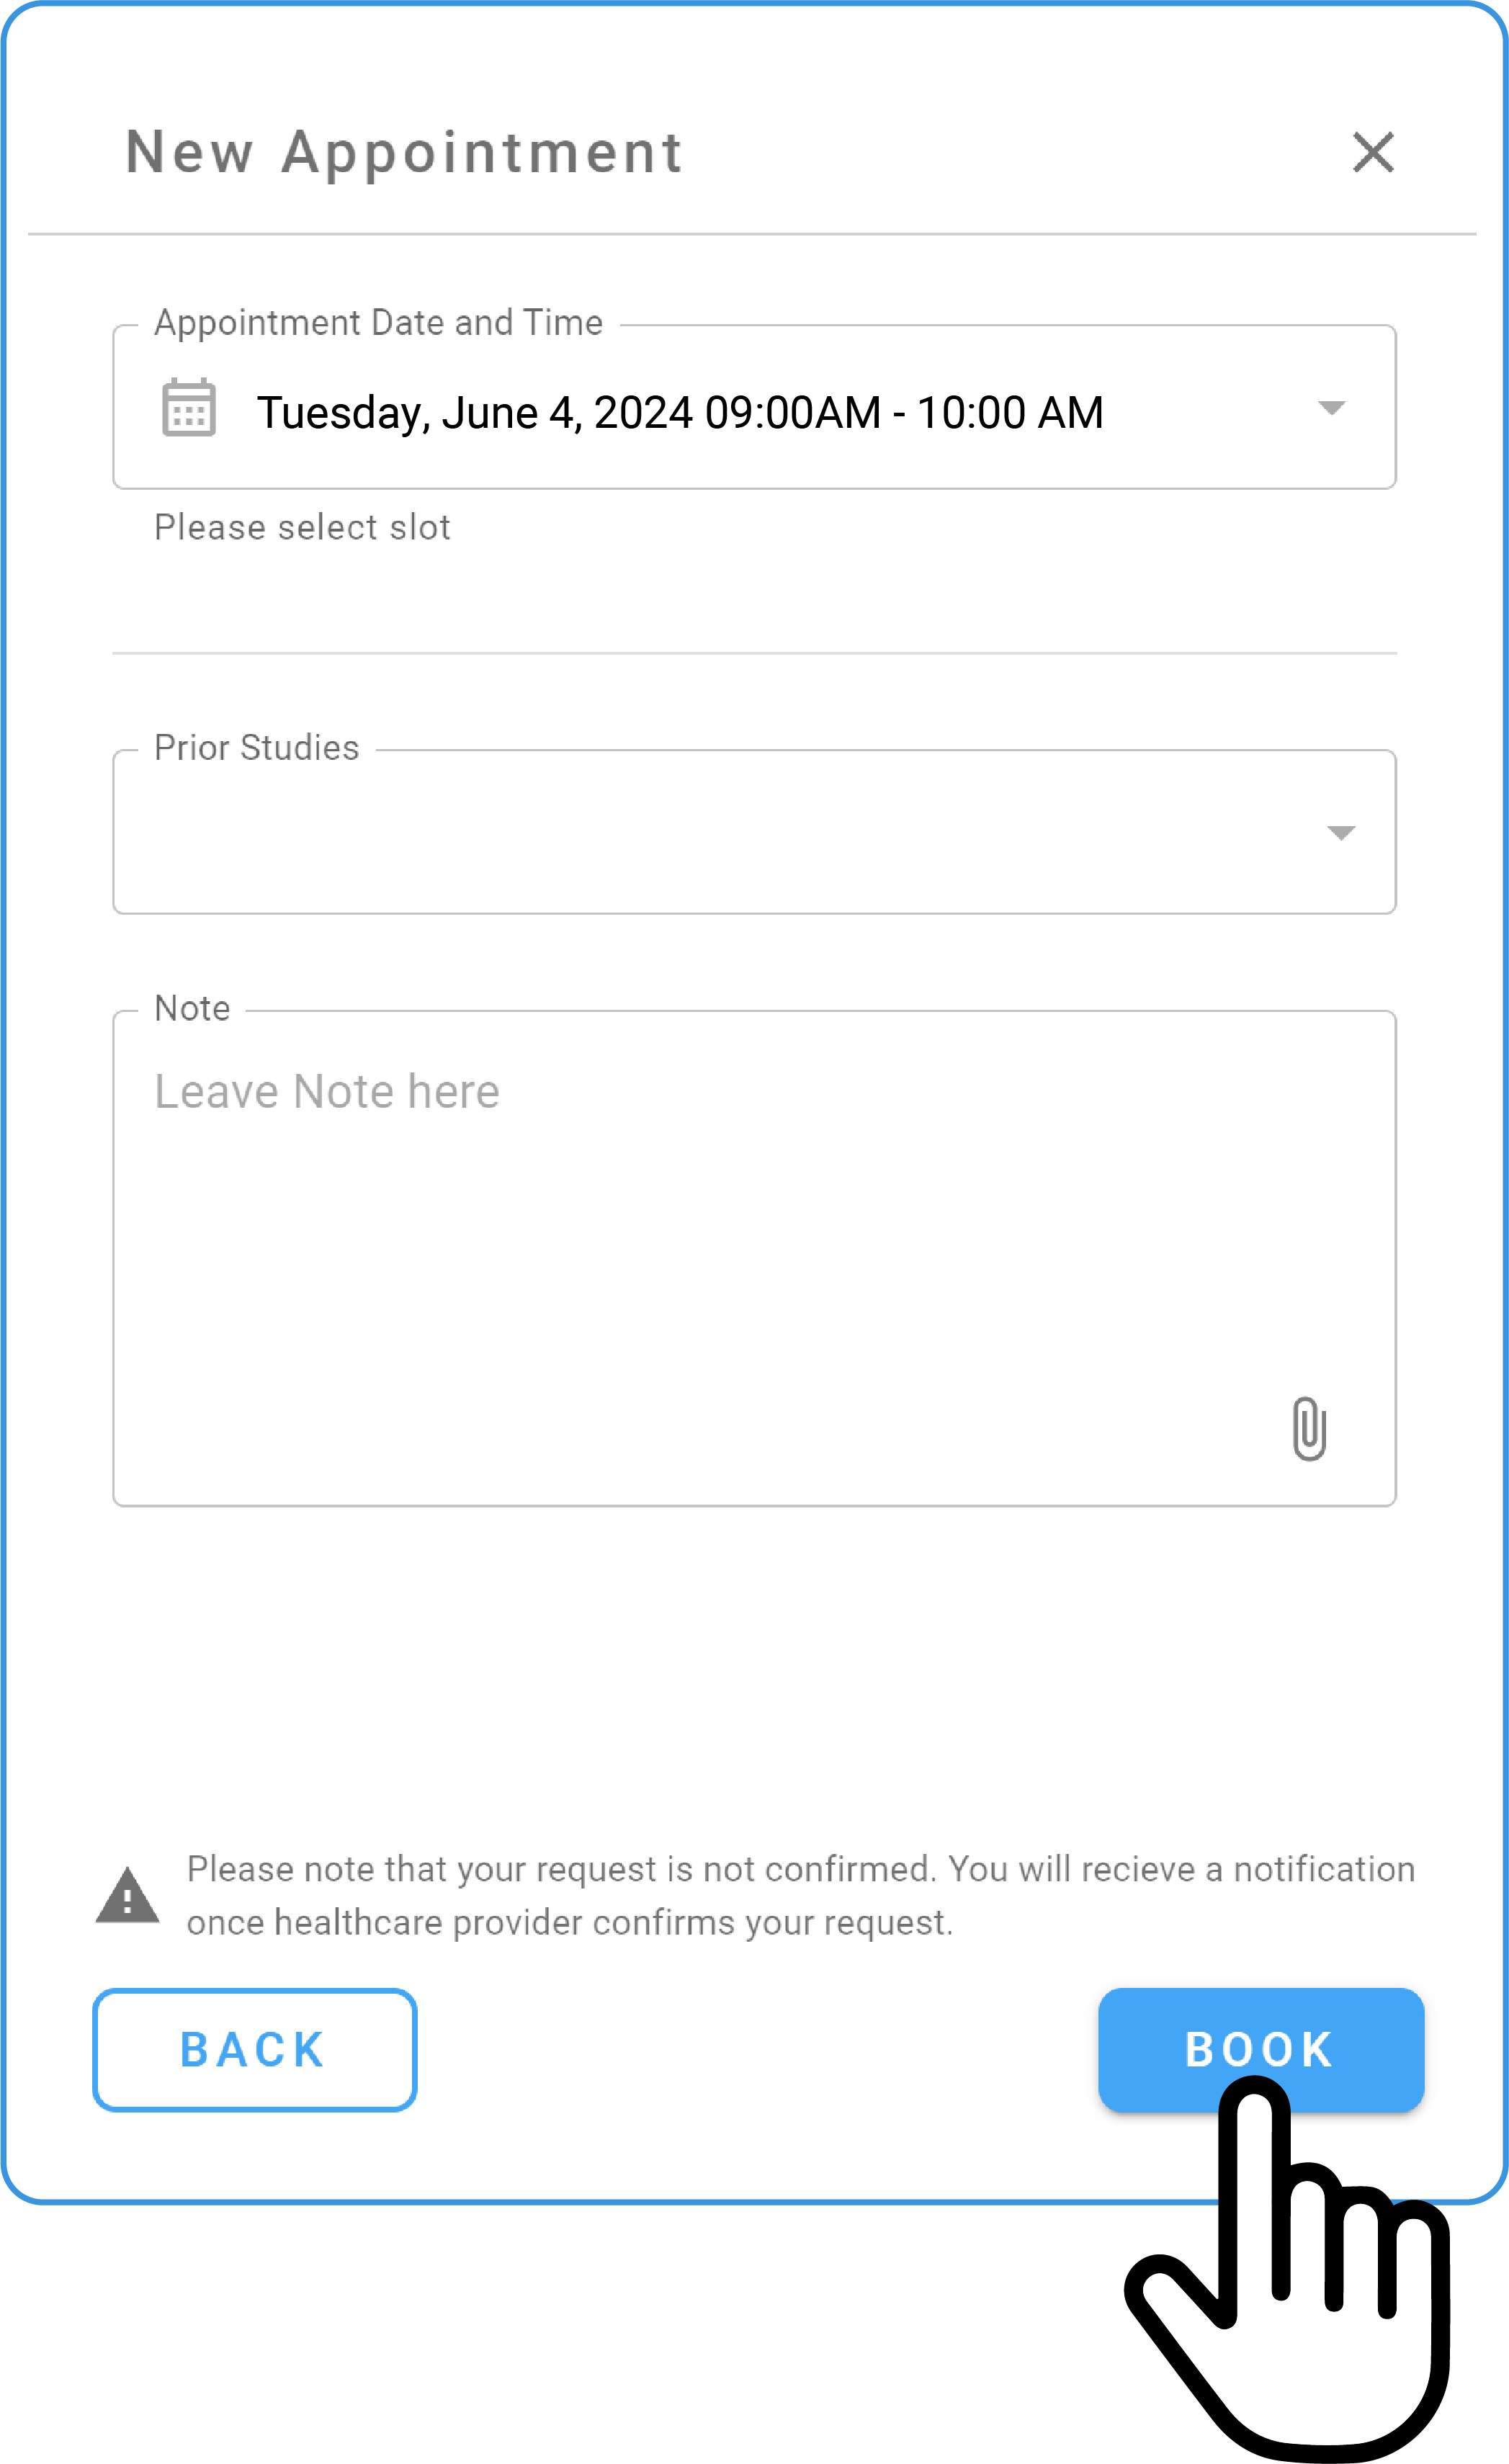 New Appointment
Appointment Date and Time
Tuesday, June 4, 2024 09:00AM - 10:00 AM
Please select slot
Prior Studies
Note
Leave Note here
Please note that your request is not confirmed. You will recieve a notification
once healthcare provider confirms your request.
BACK
BOOK